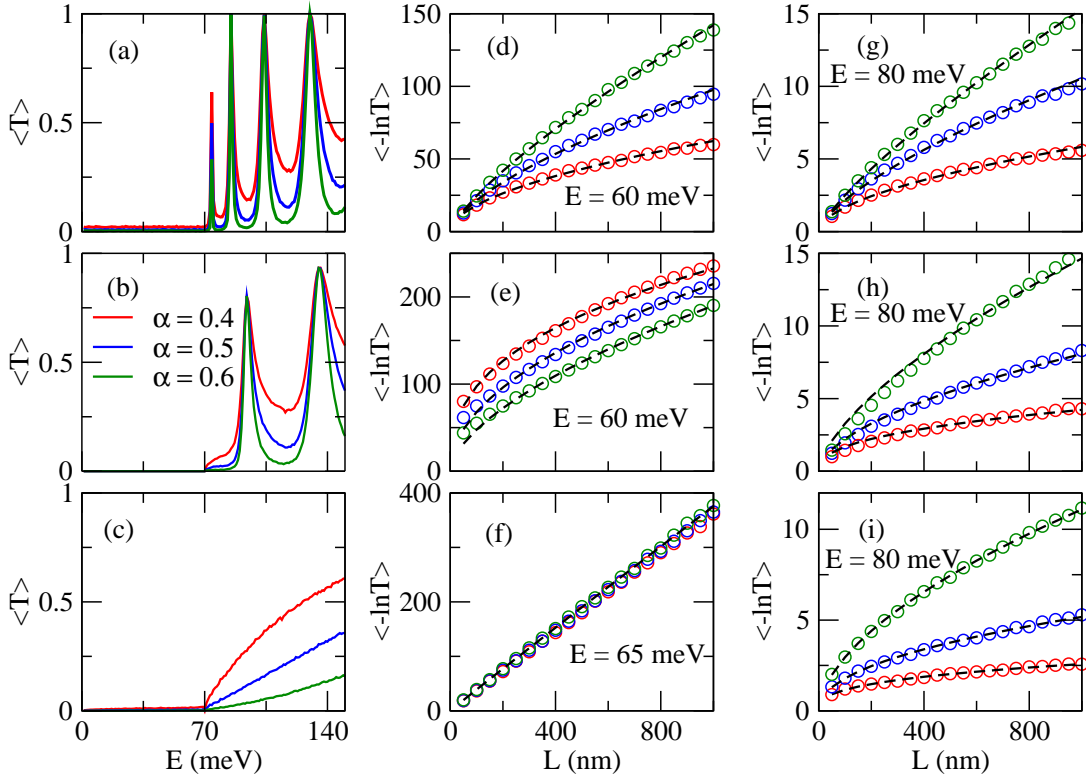 1
0.5
0
<T>
(a)
150
100
50
0
<-lnT>
(d)
E = 60 meV
15
10
5
0
<-lnT>
(g)
E = 80 meV
1
0.5
0
<T>
(b)
α = 0.4
α = 0.5
α = 0.6
200
100
0
<-lnT>
(e)
E = 60 meV
15
10
5
0
<-lnT>
(h)
E = 80 meV
1
0.5
0
<T>
(c)
0 70 140
E (meV)
400
200
0
<-lnT>
(f)
E = 65 meV
0 400 800
L (nm)
10
5
0
<-lnT>
(i)
E = 80 meV
0 400 800
L (nm)